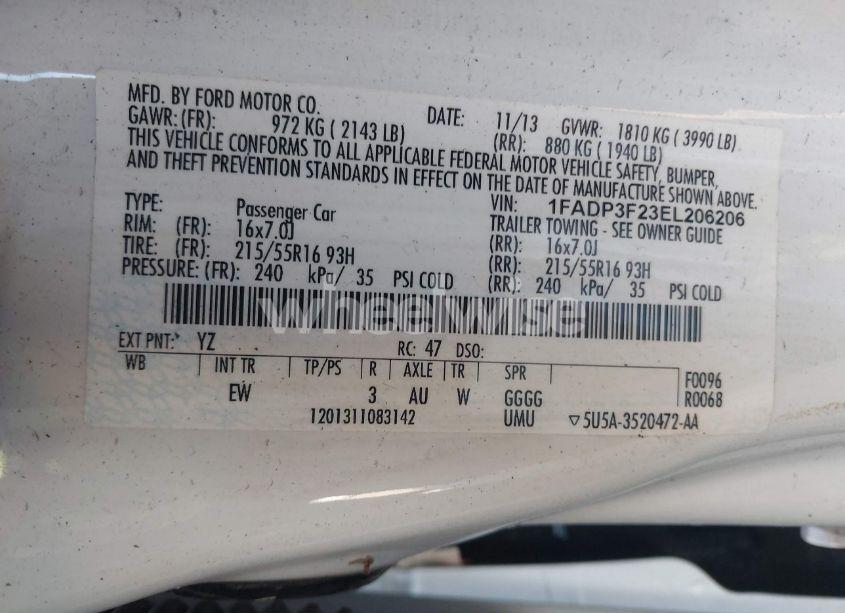 MFD. BY FORD MOTOR CO.
DATE: 11/13 GVWR: 1810 KG ( 3990 LB)
GAWR: (FR): 972 KG ( 2143 LB) (RR): 880 KG ( 1940 LB)
THIS VEHICLE CONFORMS TO ALL APPLICABLE FEDERAL MOTOR VEHICLE SAFETY, BUMPER,
AND THEFT PREVENTION STANDARDS IN EFFECT ON THE DATE OF MANUFACTURE SHOWN ABOVE.
VIN: 1FADP3F23EL206206
TYPE: Passenger Car TRAILER TOWING - SEE OWNER GUIDE
RIM: (FR): 16x7.0J (RR): 16x7.0J
TIRE: (FR): 215/55R16 93H (RR): 215/55R16 93H
PRESSURE: (FR): 240 kPa/ 35 PSI COLD (RR): 240 kPa/ 35 PSI COLD
wheelwise
EXT PNT: YZ RC: 47 DSO:
WB INT TR TP/PS R AXLE TR SPR F0096
EW 3 AU W GGGG R0068
1201311083142 UMU ▽5U5A-3520472-AA